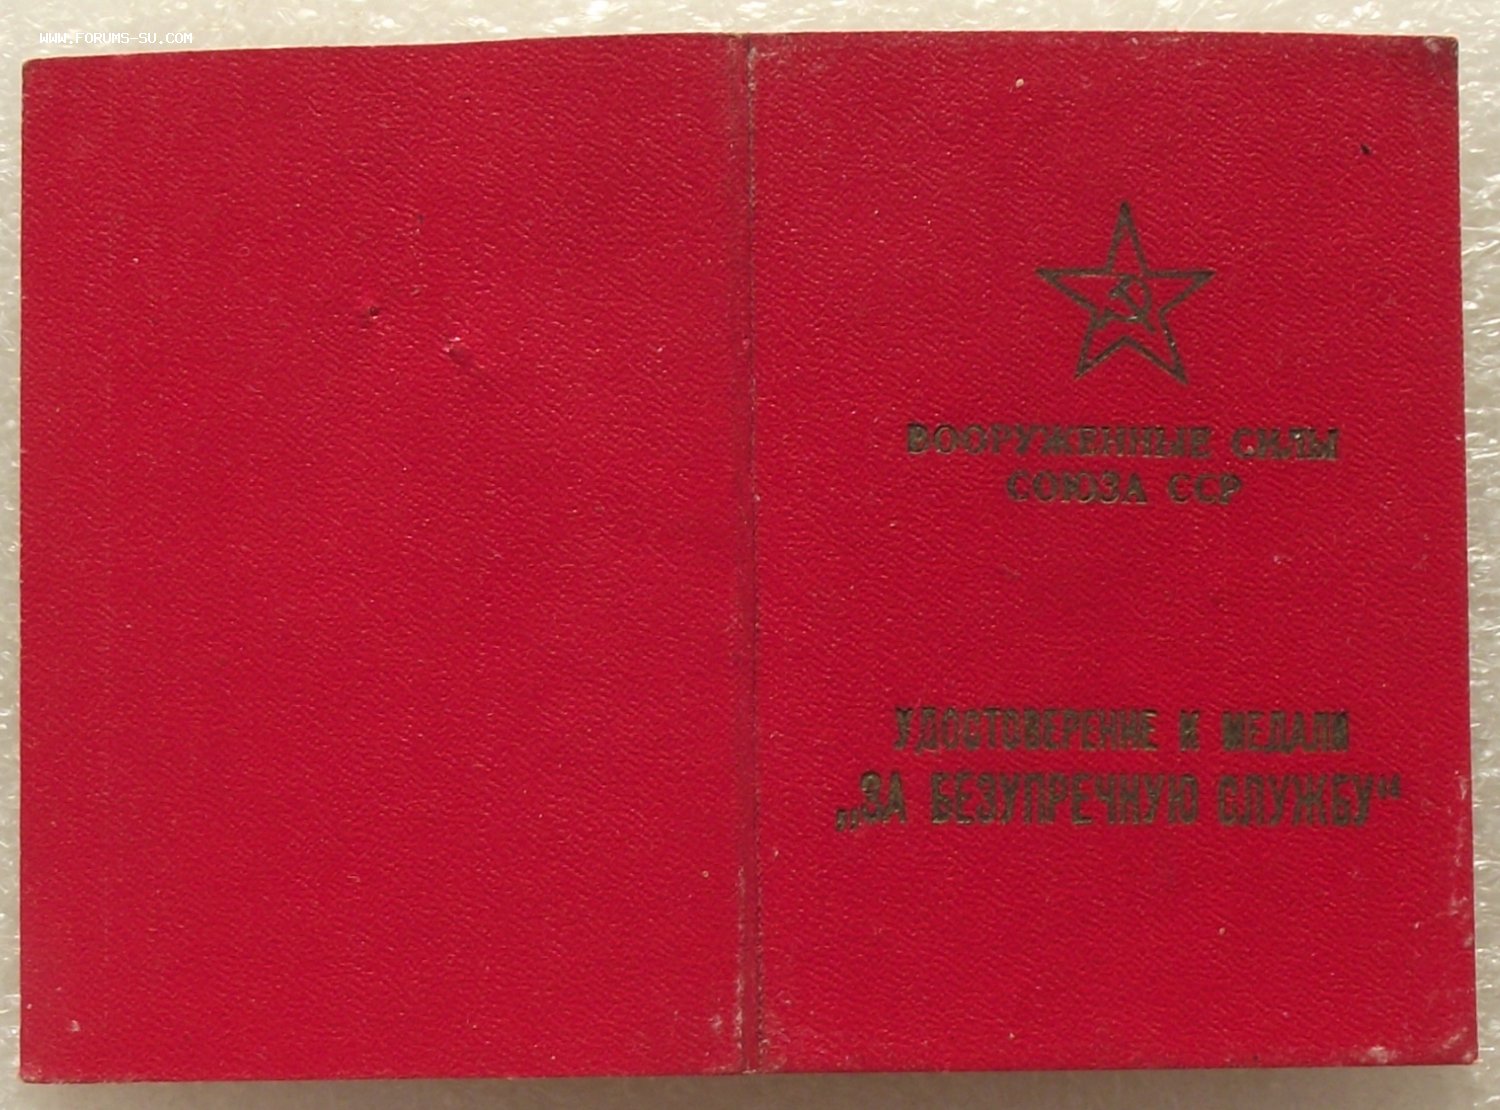 WWW.FORUMS-SU.COM
ВООРУЖЕННЫЕ СИЛЫ
СОЮЗА ССР
УДОСТОВЕРЕНИЕ К МЕДАЛИ
„ЗА БЕЗУПРЕЧНУЮ СЛУЖБУ“